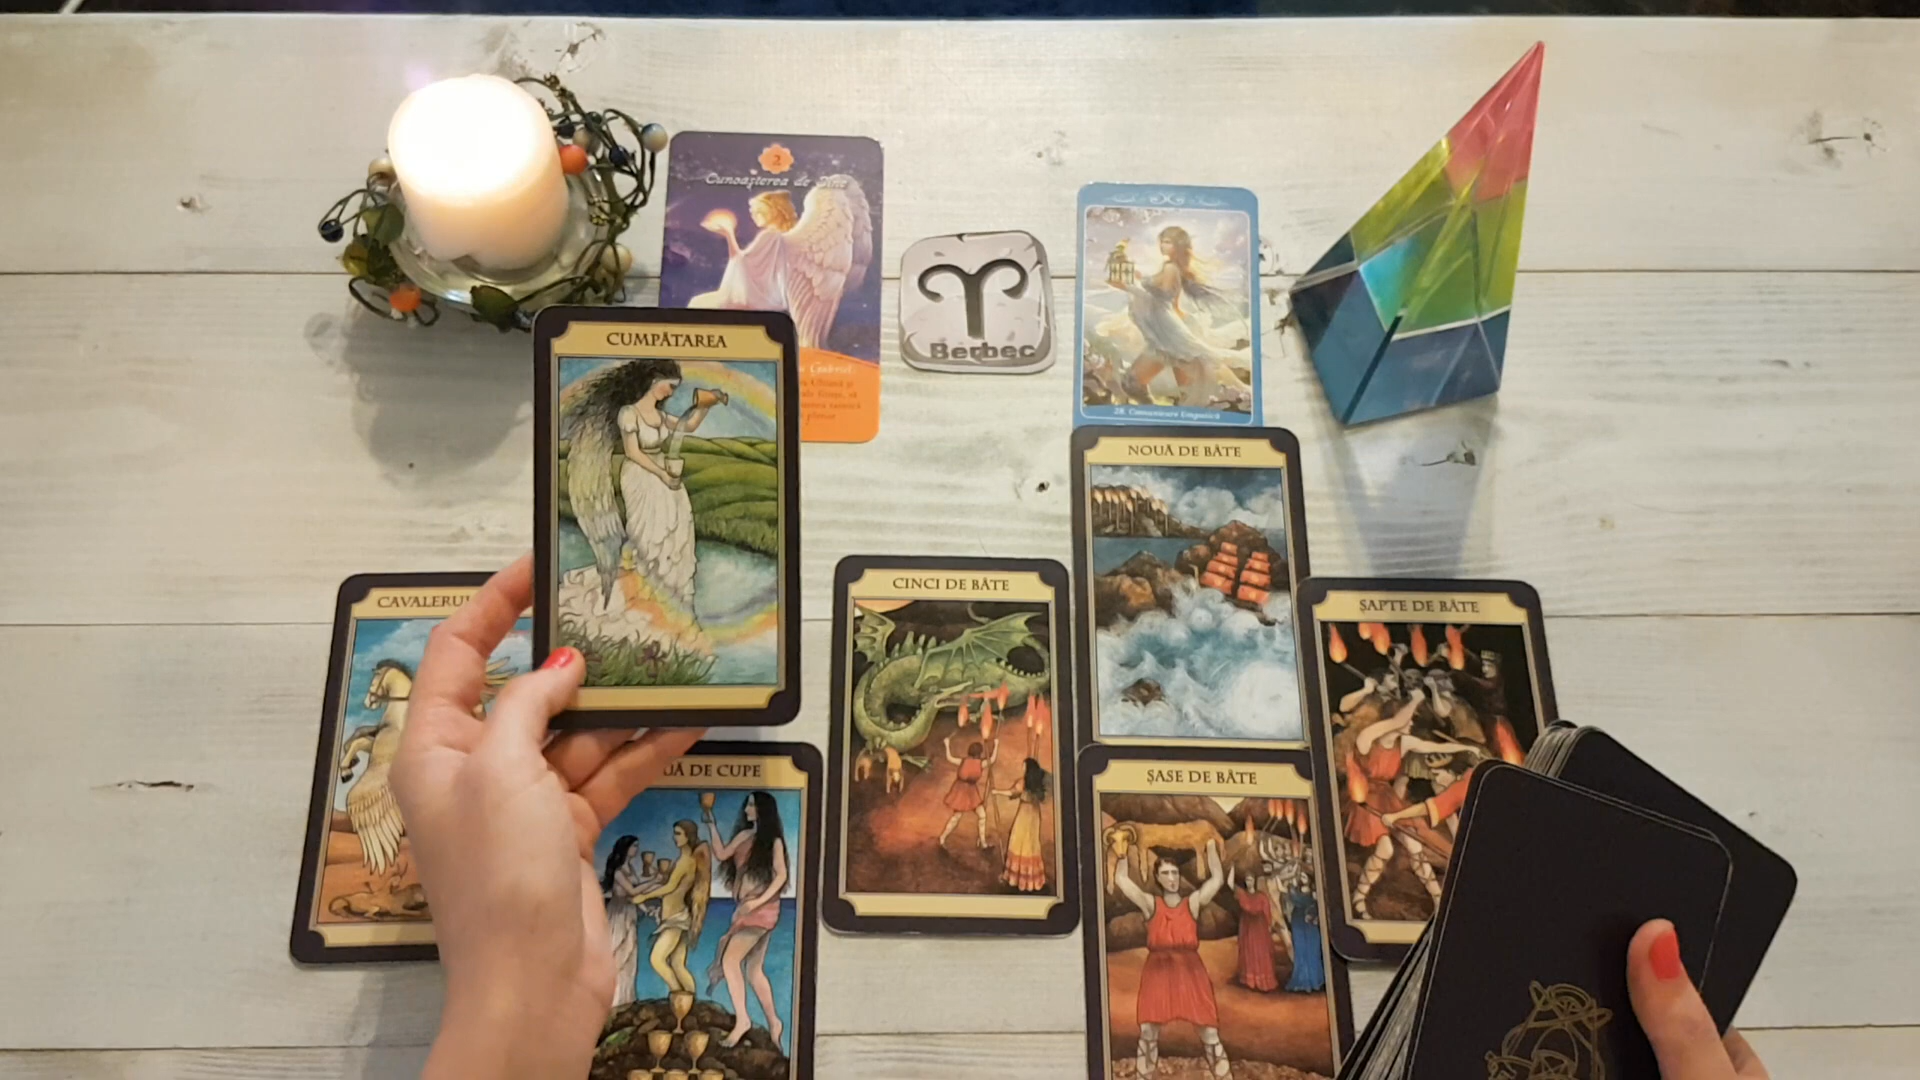 2
Cunoașterea de Sine
Gabriel
Berbec
28. Comunicare Empatică
CUMPĂTAREA
NOUĂ DE BÂTE
CINCI DE BÂTE
CAVALERUL
ȘAPTE DE BÂTE
UĂ DE CUPE
ȘASE DE BÂTE